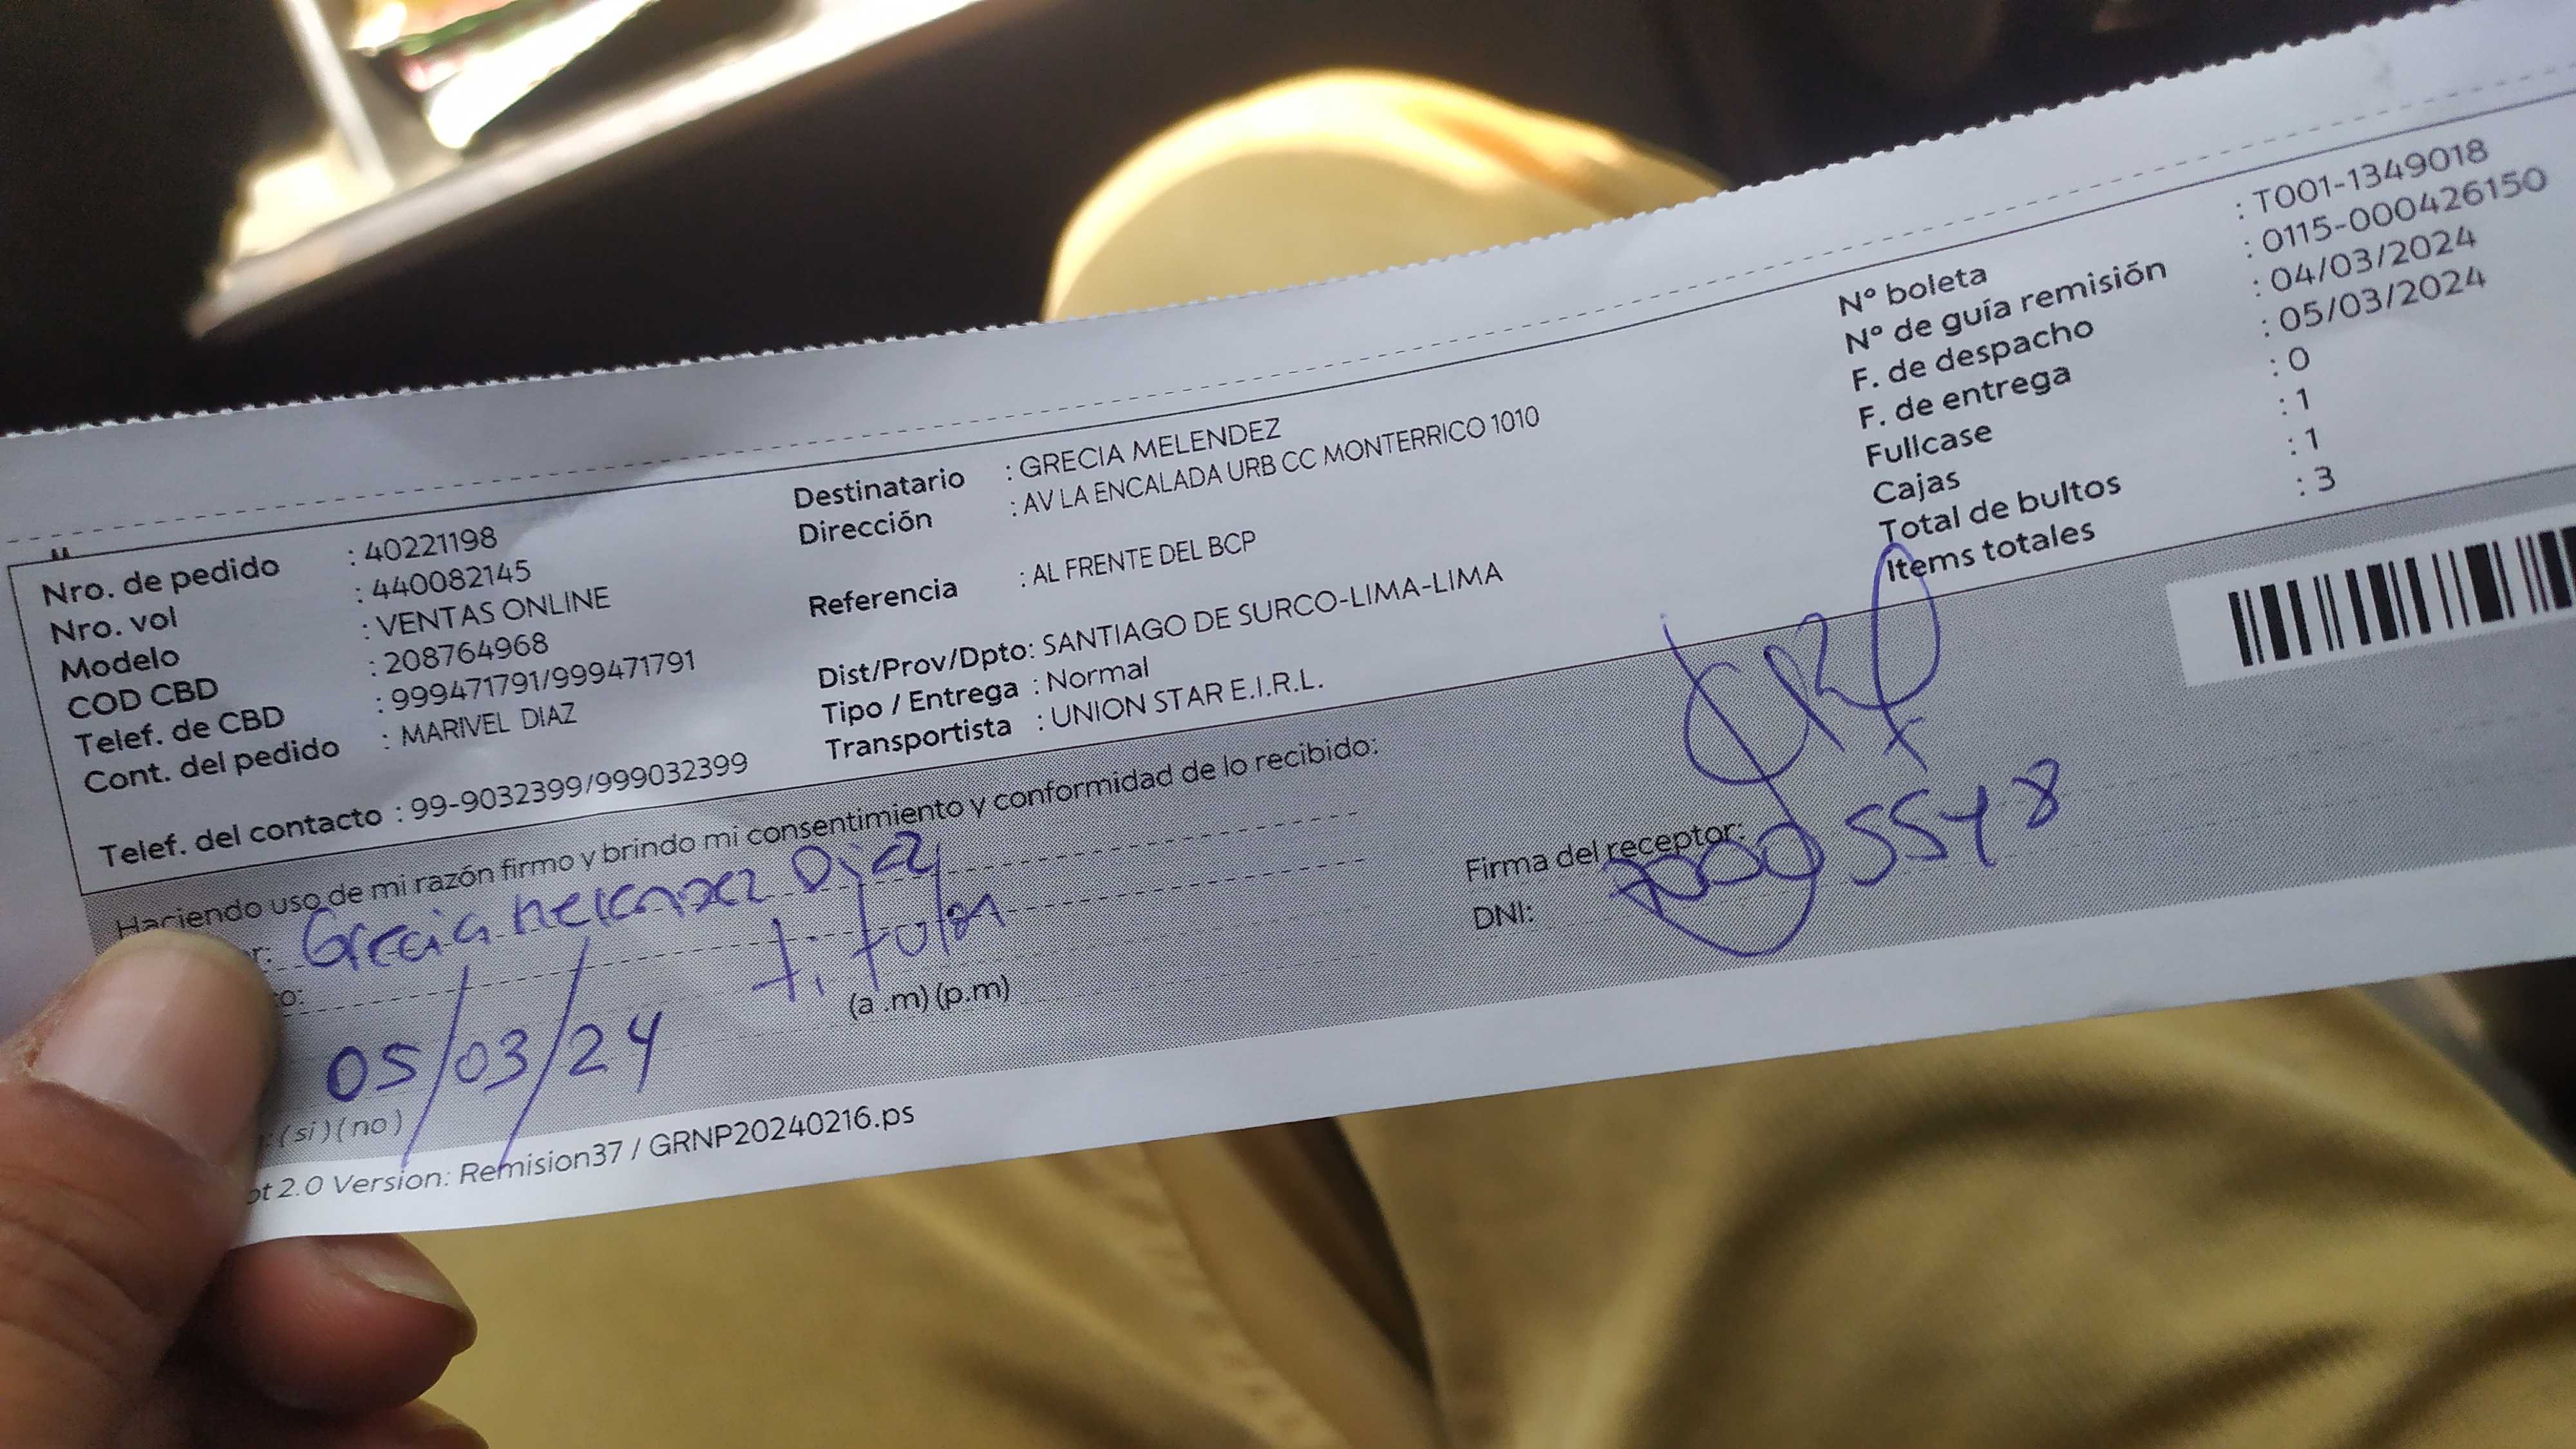 Nro. de pedido : 40221198
Nro. vol : 440082145
Modelo : VENTAS ONLINE
COD CBD : 208764968
Telef. de CBD : 999471791/999471791
Cont. del pedido : MARIVEL DIAZ
Telef. del contacto : 99-9032399/999032399
Destinatario : GRECIA MELENDEZ
Dirección : AV LA ENCALADA URB CC MONTERRICO 1010
Referencia : AL FRENTE DEL BCP
Dist/Prov/Dpto: SANTIAGO DE SURCO-LIMA-LIMA
Tipo / Entrega : Normal
Transportista : UNION STAR E.I.R.L.
N° boleta : T001-1349018
N° de guía remisión : 0115-000426150
F. de despacho : 04/03/2024
F. de entrega : 05/03/2024
Fullcase : 0
Cajas : 1
Total de bultos : 1
Items totales : 3
Haciendo uso de mi razón firmo y brindo mi consentimiento y conformidad de lo recibido:
r: Grecia Melendez Diaz
o: titular
05/03/24 (a .m) (p.m)
: (si) (no)
Firma del receptor:
DNI: 5548
pt 2.0 Version: Remision37 / GRNP20240216.ps